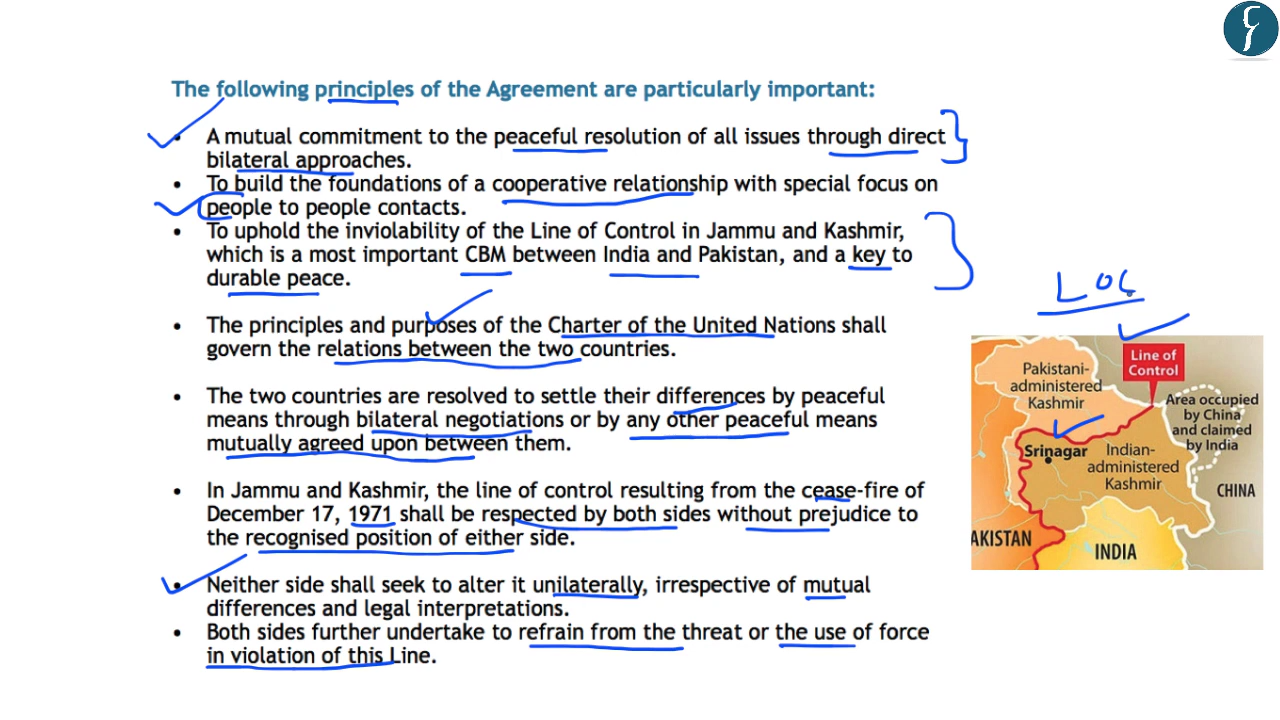 The following principles of the Agreement are particularly important:
• A mutual commitment to the peaceful resolution of all issues through direct
bilateral approaches.
• To build the foundations of a cooperative relationship with special focus on
people to people contacts.
• To uphold the inviolability of the Line of Control in Jammu and Kashmir,
which is a most important CBM between India and Pakistan, and a key to
durable peace.
• The principles and purposes of the Charter of the United Nations shall
govern the relations between the two countries.
• The two countries are resolved to settle their differences by peaceful
means through bilateral negotiations or by any other peaceful means
mutually agreed upon between them.
• In Jammu and Kashmir, the line of control resulting from the cease-fire of
December 17, 1971 shall be respected by both sides without prejudice to
the recognised position of either side.
• Neither side shall seek to alter it unilaterally, irrespective of mutual
differences and legal interpretations.
• Both sides further undertake to refrain from the threat or the use of force
in violation of this Line.
LOC
Line of
Control
Pakistani-
administered
Kashmir
Area occupied
by China
and claimed
by India
Srinagar
Indian-
administered
Kashmir
CHINA
AKISTAN
INDIA